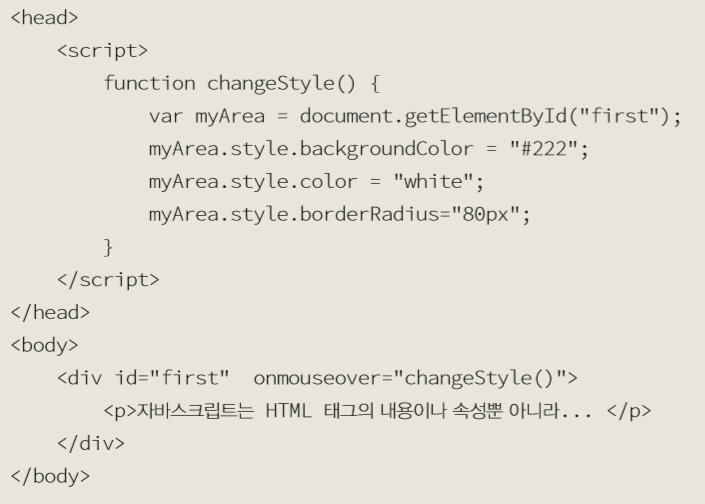 <head>
    <script>
        function changeStyle() {
            var myArea = document.getElementById("first");
            myArea.style.backgroundColor = "#222";
            myArea.style.color = "white";
            myArea.style.borderRadius="80px";
        }
    </script>
</head>
<body>
    <div id="first"  onmouseover="changeStyle()">
        <p>자바스크립트는 HTML 태그의 내용이나 속성뿐 아니라... </p>
    </div>
</body>